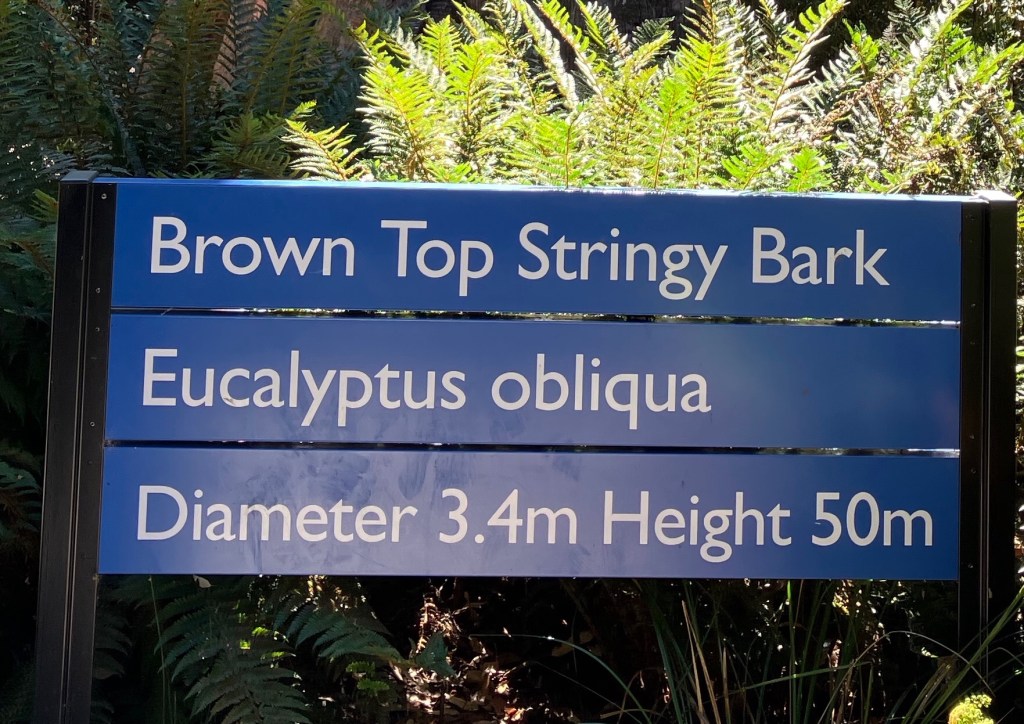 Brown Top Stringy Bark
Eucalyptus obliqua
Diameter 3.4m Height 50m